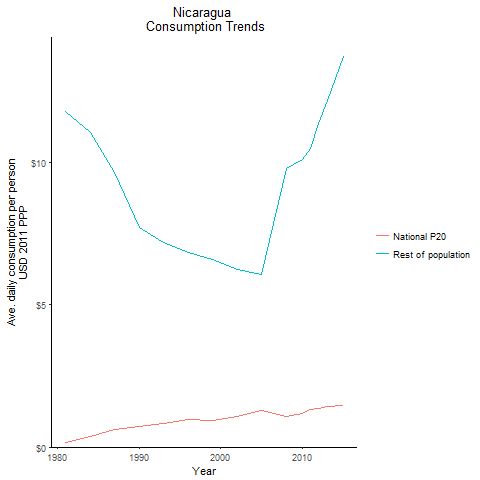 Nicaragua
Consumption Trends
Ave. daily consumption per person
USD 2011 PPP
$10
$5
$0
1980
1990
2000
2010
Year
National P20
Rest of population